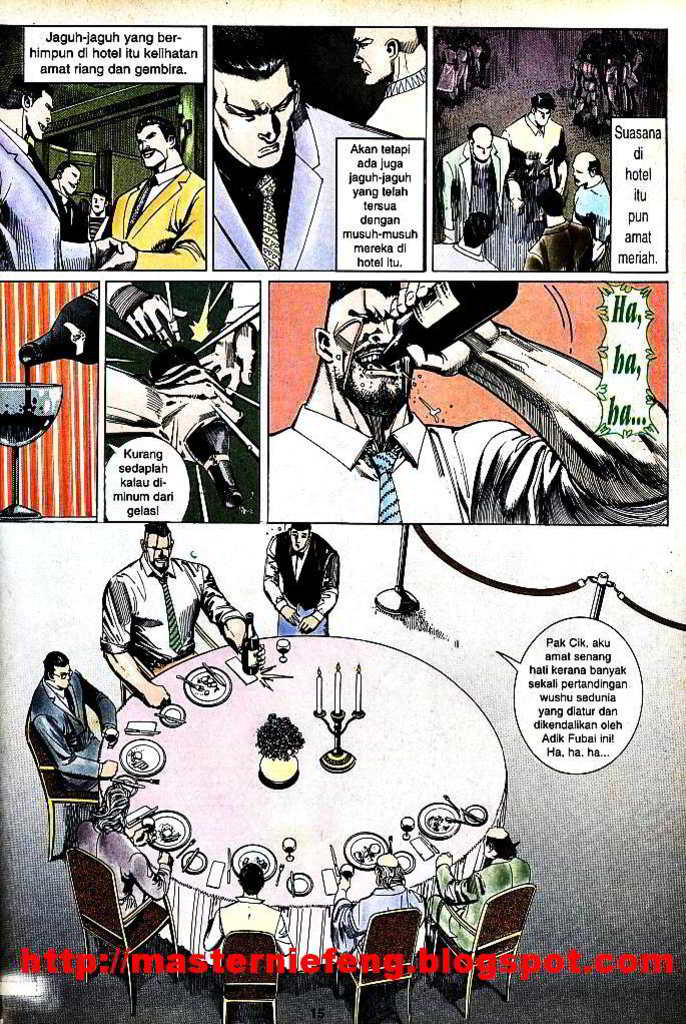 Jaguh-jaguh yang ber-
himpun di hotel itu kelihatan
amat riang dan gembira.
Akan tetapi
ada juga
jaguh-jaguh
yang telah
tersua
dengan
musuh-musuh
mereka di
hotel itu.
Suasana
di
hotel
itu
pun
amat
meriah.
Kurang
sedaplah
kalau di-
minum dari
gelas!
Ha,
ha,
ha...
Pak Cik, aku
amat senang
hati kerana banyak
sekali pertandingan
wushu sedunia
yang diatur dan
dikendalikan oleh
Adik Fubai ini!
Ha, ha, ha...
http://masterniefeng.blogspot.com
15